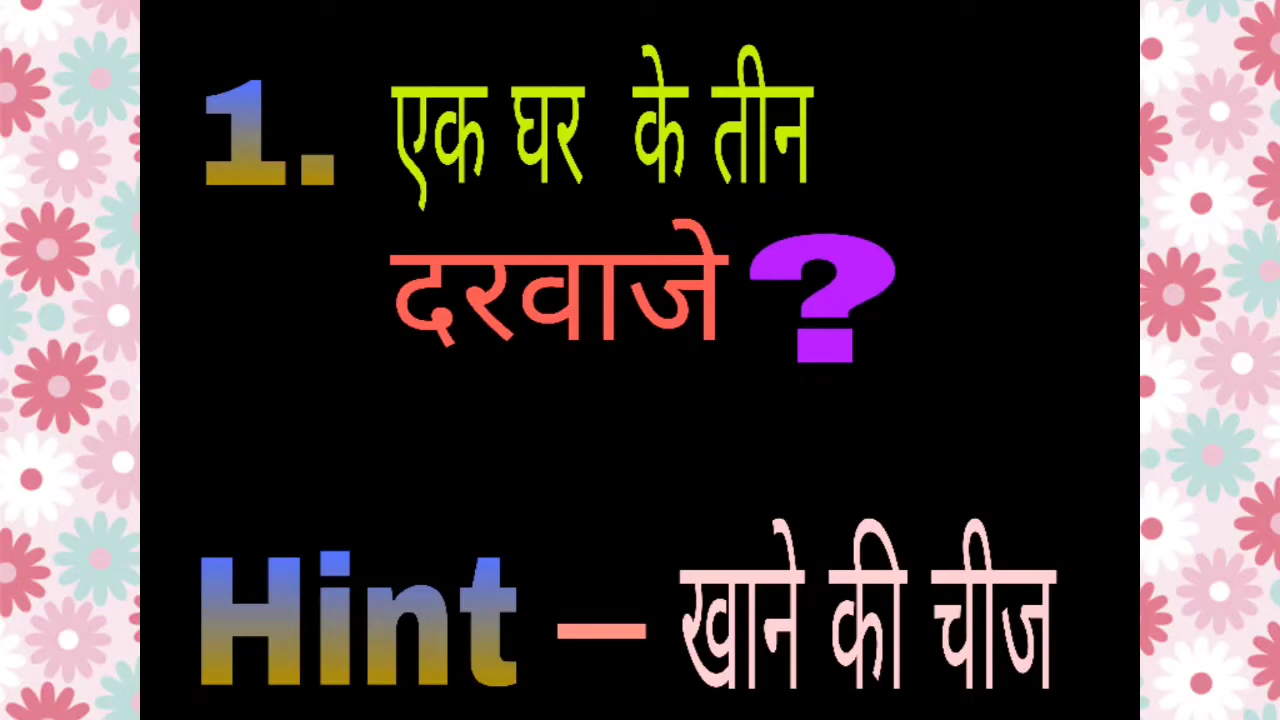 1. एक घर के तीन
दरवाजे ?
Hint – खाने की चीज